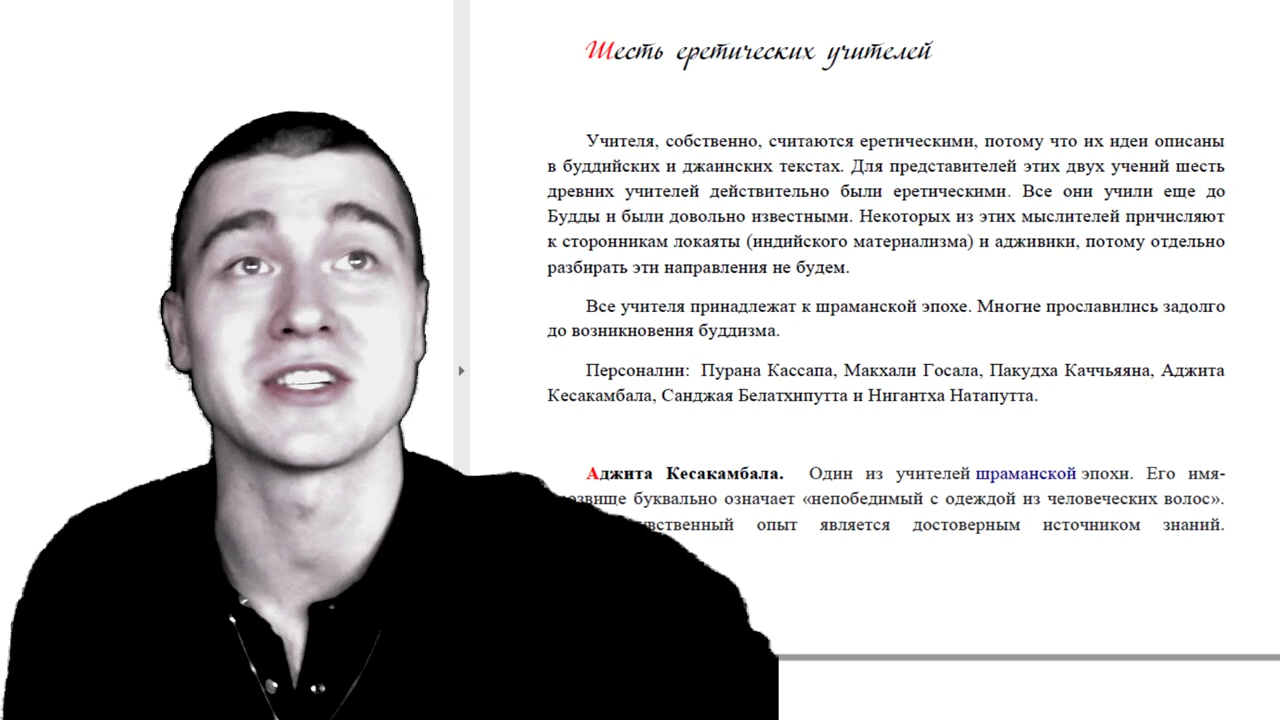 Шесть еретических учителей
Учителя, собственно, считаются еретическими, потому что их идеи описаны
в буддийских и джаинских текстах. Для представителей этих двух учений шесть
древних учителей действительно были еретическими. Все они учили еще до
Будды и были довольно известными. Некоторых из этих мыслителей причисляют
к сторонникам локаяты (индийского материализма) и адживики, потому отдельно
разбирать эти направления не будем.
Все учителя принадлежат к шраманской эпохе. Многие прославились задолго
до возникновения буддизма.
Персоналии: Пурана Кассапа, Макхали Госала, Пакудха Каччьяяна, Аджита
Кесакамбала, Санджая Белатхипутта и Нигантха Натапутта.
Аджита Кесакамбала. Один из учителей шраманской эпохи. Его имя-
буквально означает «непобедимый с одеждой из человеческих волос».
опыт является достоверным источником знаний.